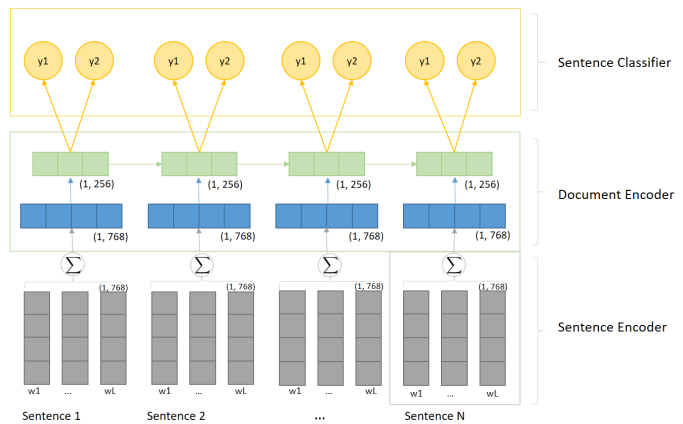 y1 y2 y1 y2 y1 y2 y1 y2
Sentence Classifier
(1, 256) (1, 256) (1, 256) (1, 256)
Document Encoder
(1, 768) (1, 768) (1, 768) (1, 768)
Σ Σ Σ Σ
(1, 768) (1, 768) (1, 768) (1, 768)
Sentence Encoder
w1 ... wL w1 ... wL w1 ... wL w1 ... wL
Sentence 1 Sentence 2 ... Sentence N